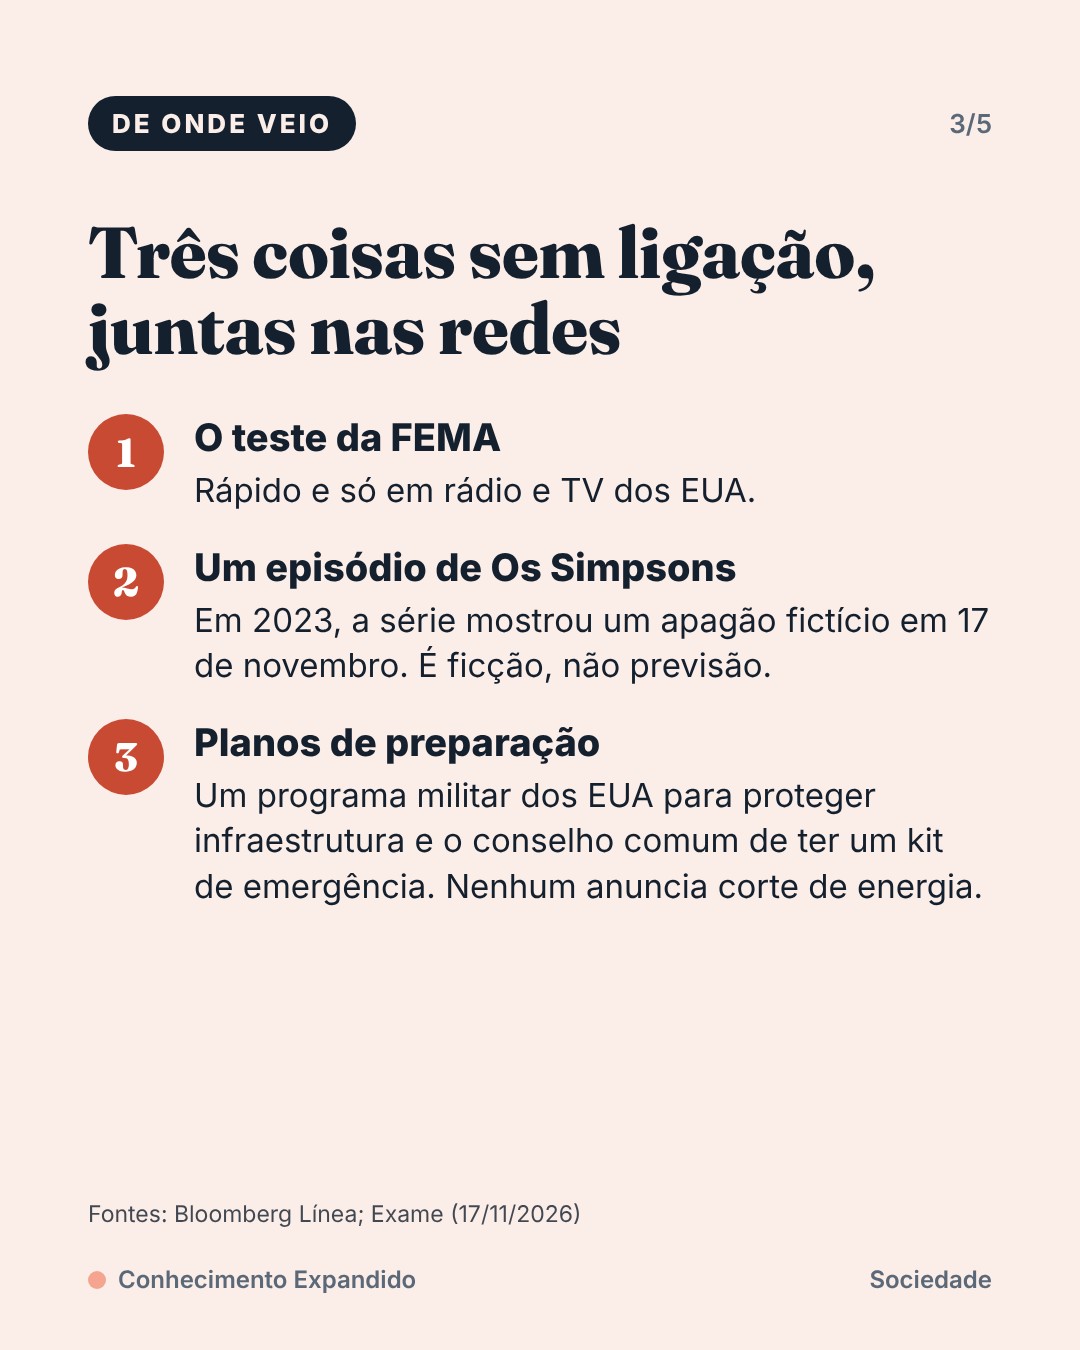 DE ONDE VEIO
3/5
Três coisas sem ligação,
juntas nas redes
1
O teste da FEMA
Rápido e só em rádio e TV dos EUA.
2
Um episódio de Os Simpsons
Em 2023, a série mostrou um apagão fictício em 17
de novembro. É ficção, não previsão.
3
Planos de preparação
Um programa militar dos EUA para proteger
infraestrutura e o conselho comum de ter um kit
de emergência. Nenhum anuncia corte de energia.
Fontes: Bloomberg Línea; Exame (17/11/2026)
Conhecimento Expandido
Sociedade